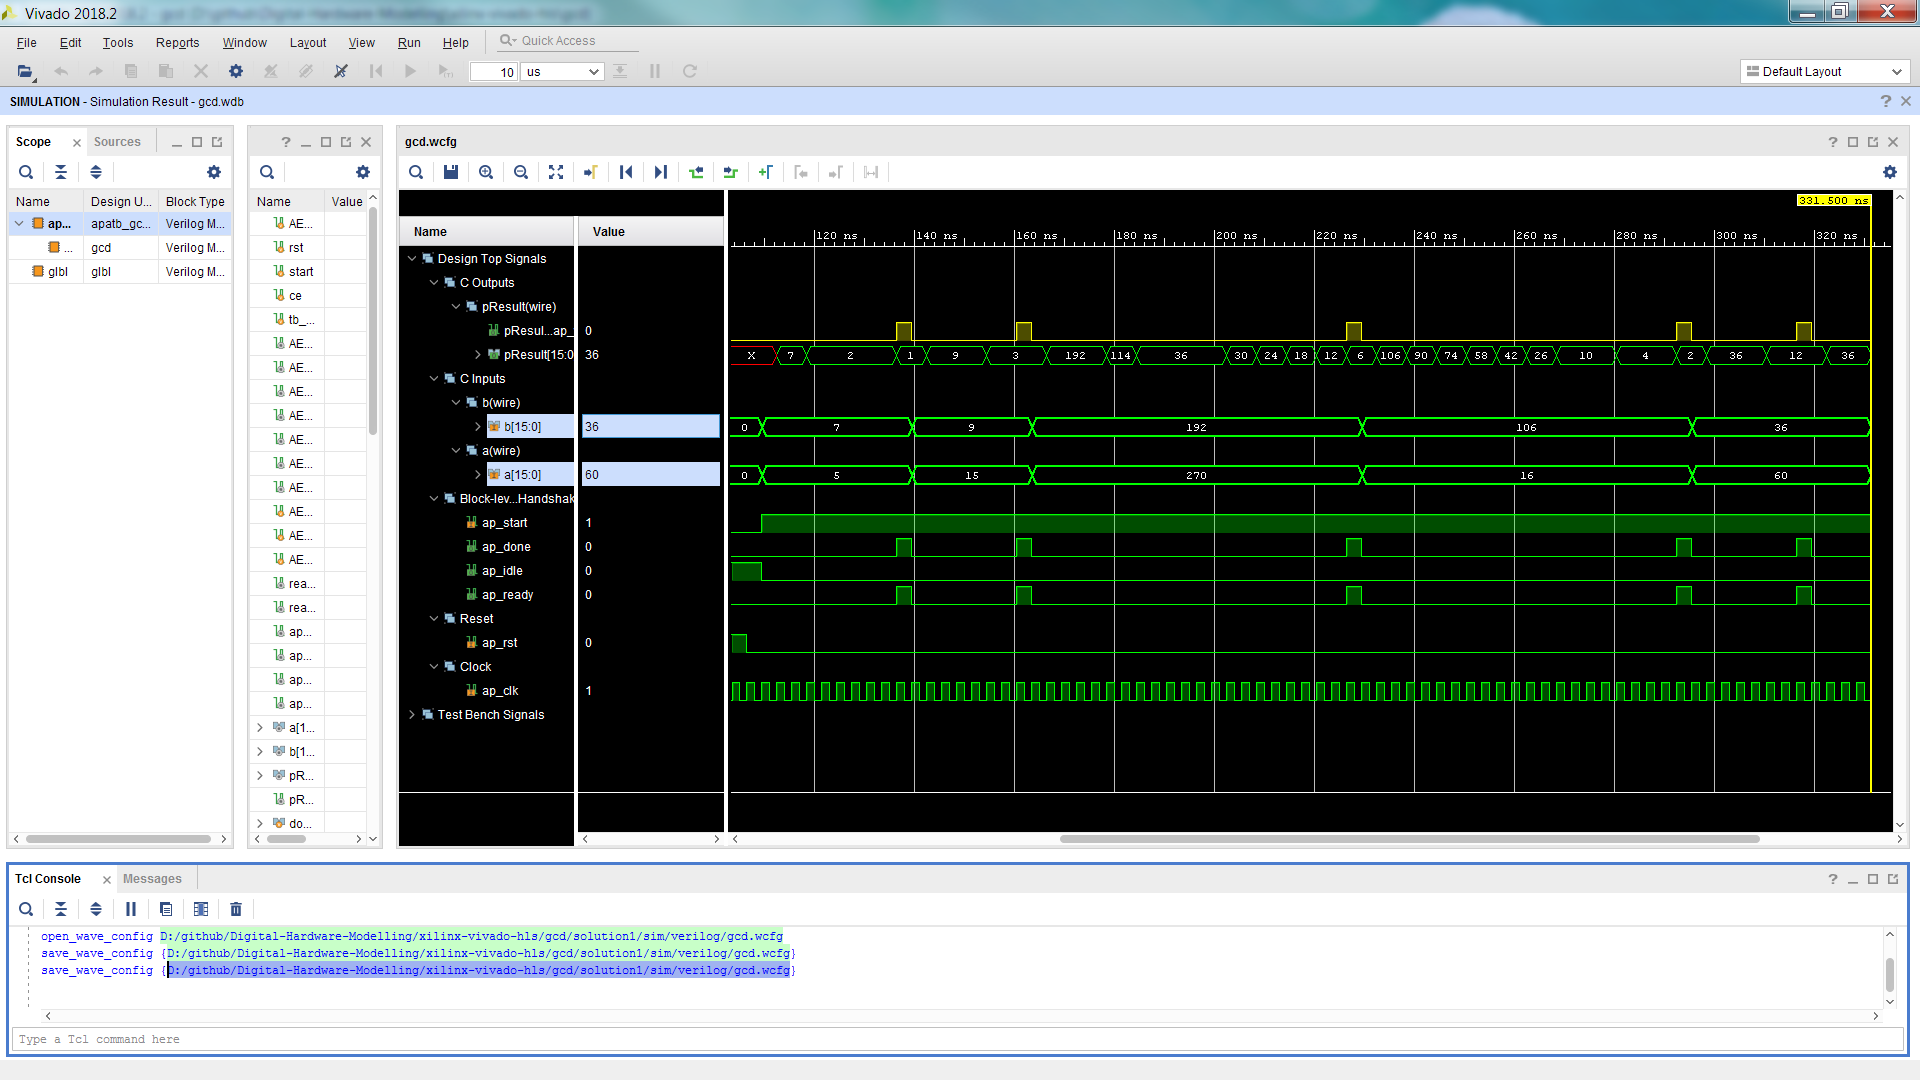 Vivado 2018.2
File Edit Tools Reports Window Layout View Run Help Quick Access
10 us Default Layout
SIMULATION - Simulation Result - gcd.wdb
Scope Sources
Name Design U... Block Type
ap... apatb_gc... Verilog M...
... gcd Verilog M...
glbl glbl Verilog M...
Name Value
AE...
rst
start
ce
tb_...
AE...
AE...
AE...
AE...
AE...
AE...
AE...
AE...
AE...
AE...
rea...
rea...
ap...
ap...
ap...
ap...
a[1...
b[1...
pR...
pR...
do...
gcd.wcfg
331.500 ns
Name Value
120 ns 140 ns 160 ns 180 ns 200 ns 220 ns 240 ns 260 ns 280 ns 300 ns 320 ns
Design Top Signals
C Outputs
pResult(wire)
pResul...ap_ 0
pResult[15:0 36 X 7 2 1 9 3 192 114 36 30 24 18 12 6 106 90 74 58 42 26 10 4 2 36 12 36
C Inputs
b(wire)
b[15:0] 36 0 7 9 192 106 36
a(wire)
a[15:0] 60 0 5 15 270 16 60
Block-lev...Handshak
ap_start 1
ap_done 0
ap_idle 0
ap_ready 0
Reset
ap_rst 0
Clock
ap_clk 1
Test Bench Signals
Tcl Console Messages
open_wave_config D:/github/Digital-Hardware-Modelling/xilinx-vivado-hls/gcd/solution1/sim/verilog/gcd.wcfg
save_wave_config {D:/github/Digital-Hardware-Modelling/xilinx-vivado-hls/gcd/solution1/sim/verilog/gcd.wcfg}
save_wave_config {D:/github/Digital-Hardware-Modelling/xilinx-vivado-hls/gcd/solution1/sim/verilog/gcd.wcfg}
Type a Tcl command here